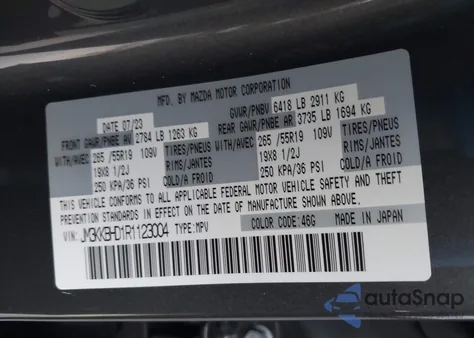 MFD. BY MAZDA MOTOR CORPORATION
DATE 07/23 GVWR/PNBV 6418 LB 2911 KG
FRONT GAWR/PNBE AV 2784 LB 1263 KG REAR GAWR/PNBE AR 3735 LB 1694 KG
WITH/AVEC 265 /55R19 109V TIRES/PNEUS WITH/AVEC 265 /55R19 109V TIRES/PNEUS
19X8 1/2J RIMS/JANTES 19X8 1/2J RIMS/JANTES
250 KPA/36 PSI COLD/A FROID 250 KPA/36 PSI COLD/A FROID
THIS VEHICLE CONFORMS TO ALL APPLICABLE FEDERAL MOTOR VEHICLE SAFETY AND THEFT
PREVENTION STANDARDS IN EFFECT ON THE DATE OF MANUFACTURE SHOWN ABOVE.
VIN: JM3KKBHD1R1123004 TYPE:MPV COLOR CODE:46G MADE IN JAPAN
autoSnap